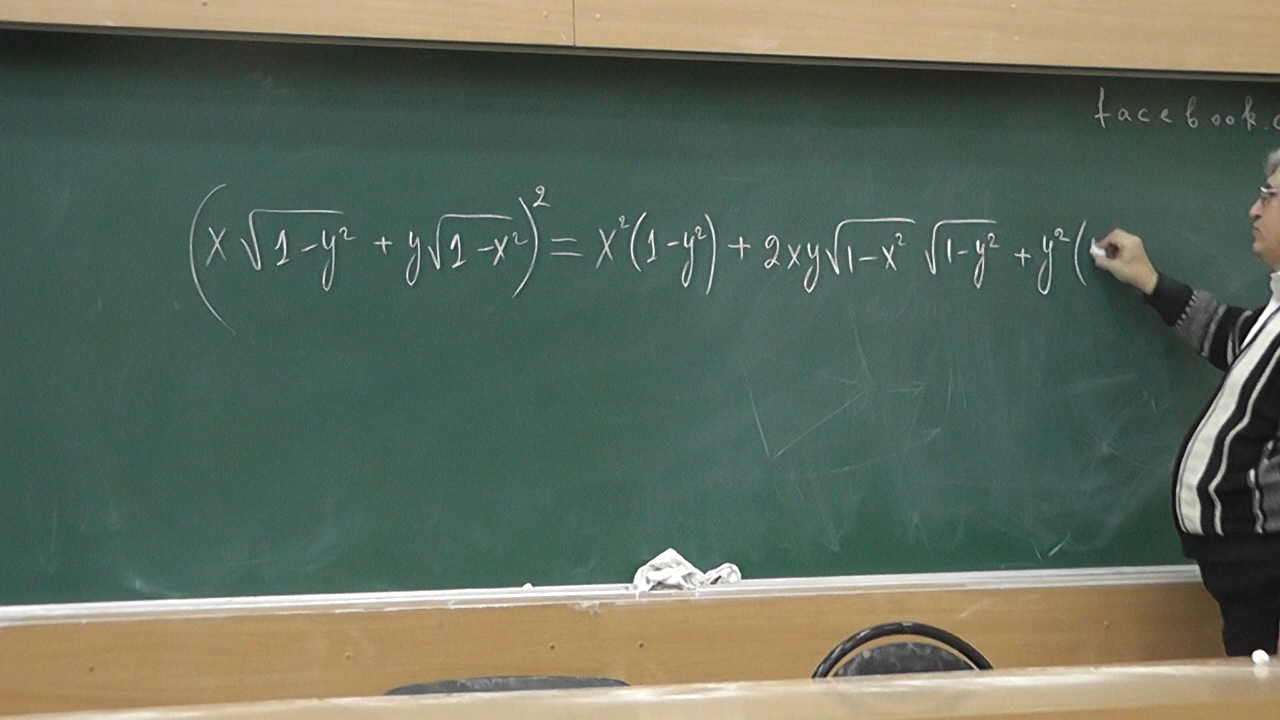 facebook.
(x√(1-y²) + y√(1-x²))² = x²(1-y²) + 2xy√(1-x²) √(1-y²) + y²(